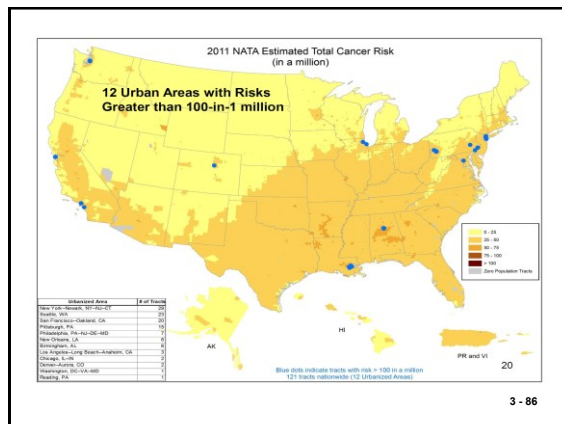 2011 NATA Estimated Total Cancer Risk
(in a million)
12 Urban Areas with Risks
Greater than 100-in-1 million
0 - 25
25 - 50
50 - 75
75 - 100
> 100
Zero Population Tracts
Urbanized Area # of Tracts
New York--Newark, NY--NJ--CT 29
Seattle, WA 23
San Francisco--Oakland, CA 20
Pittsburgh, PA 15
Philadelphia, PA--NJ--DE--MD 7
New Orleans, LA
Birmingham, AL 6
Los Angeles--Long Beach--Anaheim, CA 3
Chicago, IL--IN 2
Denver--Aurora, CO 2
Washington, DC--VA--MD 1
Reading, PA 1
AK
HI
PR and VI
20
Blue dots indicate tracts with risk > 100 in a million
121 tracts nationwide (12 Urbanized Areas)
3 - 86